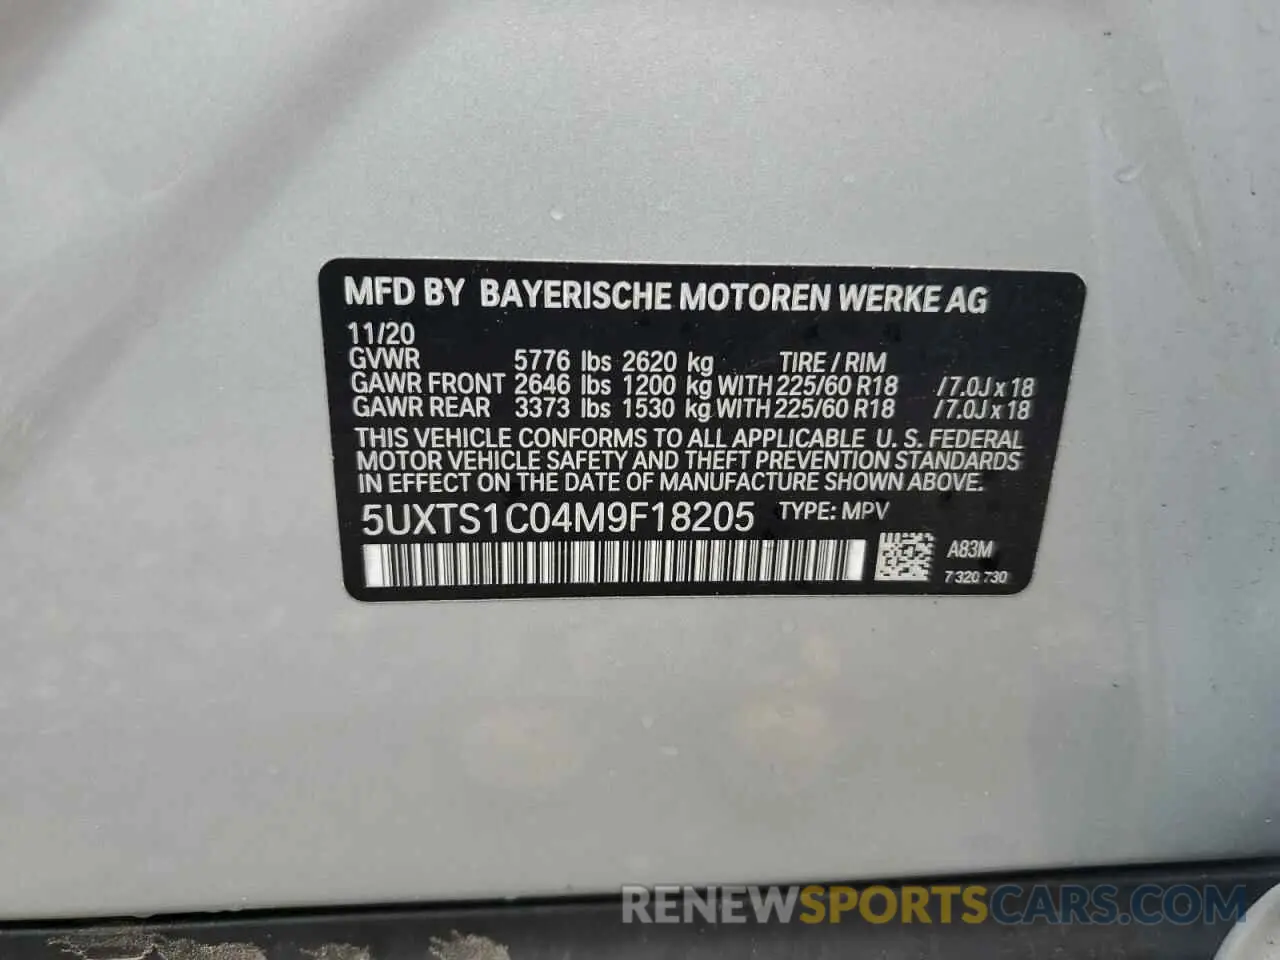 MFD BY BAYERISCHE MOTOREN WERKE AG
11/20
GVWR 5776 lbs 2620 kg TIRE / RIM
GAWR FRONT 2646 lbs 1200 kg WITH 225/60 R18 / 7.0J x 18
GAWR REAR 3373 lbs 1530 kg WITH 225/60 R18 / 7.0J x 18
THIS VEHICLE CONFORMS TO ALL APPLICABLE U. S. FEDERAL
MOTOR VEHICLE SAFETY AND THEFT PREVENTION STANDARDS
IN EFFECT ON THE DATE OF MANUFACTURE SHOWN ABOVE.
5UXTS1C04M9F18205 TYPE: MPV
A83M
7 320 730
RENEWSPORTSCARS.COM